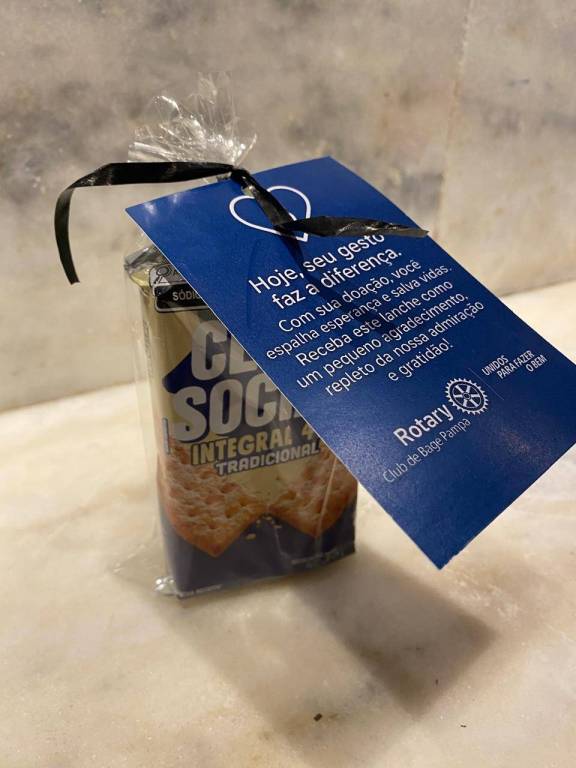 Hoje, seu gesto
faz a diferença.
Com sua doação, você
espalha esperança e salva vidas.
Receba este lanche como
um pequeno agradecimento,
repleto da nossa admiração
e gratidão!
Rotary
Club de Bagé Pampa
UNIDOS
PARA FAZER
O BEM
SOCI
INTEGRAL
TRADICIONAL